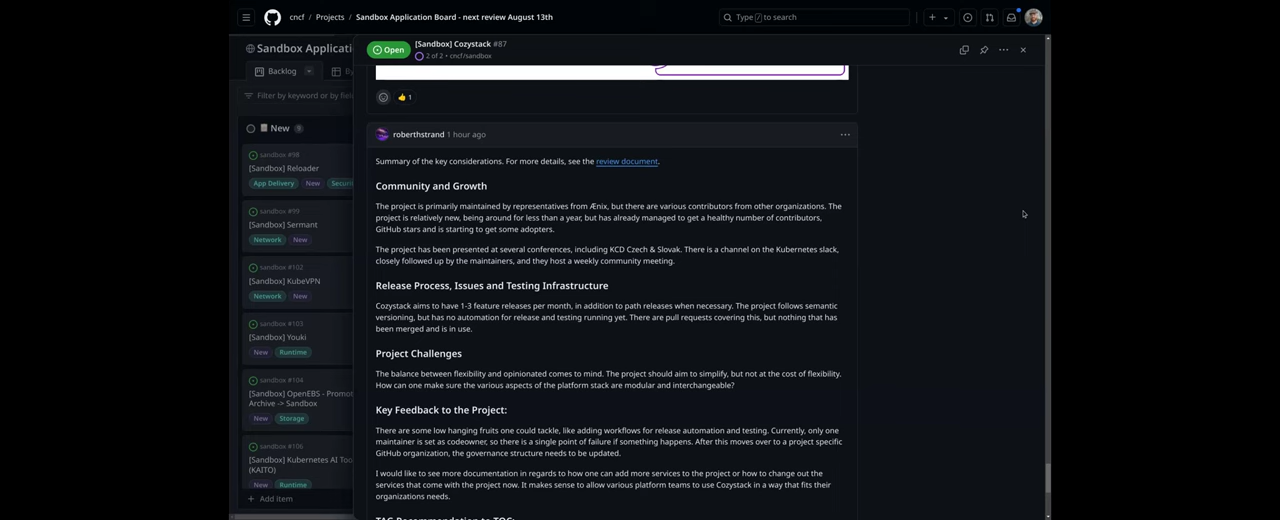 cncf / Projects / Sandbox Application Board - next review August 13th
Type / to search
Sandbox Applicati
Backlog
By
Filter by keyword or by fiel
New 9
sandbox #98
[Sandbox] Reloader
App Delivery New Securi
sandbox #99
[Sandbox] Sermant
Network New
sandbox #102
[Sandbox] KubeVPN
Network New
sandbox #103
[Sandbox] Youki
New Runtime
sandbox #104
[Sandbox] OpenEBS - Promot
Archive -> Sandbox
New Storage
sandbox #106
[Sandbox] Kubernetes AI Too
(KAITO)
New Runtime
+ Add item
Open
[Sandbox] Cozystack #87
2 of 2 • cncf/sandbox
👍 1
roberthstrand 1 hour ago
Summary of the key considerations. For more details, see the review document.
Community and Growth
The project is primarily maintained by representatives from Ænix, but there are various contributors from other organizations. The
project is relatively new, being around for less than a year, but has already managed to get a healthy number of contributors,
GitHub stars and is starting to get some adopters.
The project has been presented at several conferences, including KCD Czech & Slovak. There is a channel on the Kubernetes slack,
closely followed up by the maintainers, and they host a weekly community meeting.
Release Process, Issues and Testing Infrastructure
Cozystack aims to have 1-3 feature releases per month, in addition to path releases when necessary. The project follows semantic
versioning, but has no automation for release and testing running yet. There are pull requests covering this, but nothing that has
been merged and is in use.
Project Challenges
The balance between flexibility and opinionated comes to mind. The project should aim to simplify, but not at the cost of flexibility.
How can one make sure the various aspects of the platform stack are modular and interchangeable?
Key Feedback to the Project:
There are some low hanging fruits one could tackle, like adding workflows for release automation and testing. Currently, only one
maintainer is set as codeowner, so there is a single point of failure if something happens. After this moves over to a project specific
GitHub organization, the governance structure needs to be updated.
I would like to see more documentation in regards to how one can add more services to the project or how to change out the
services that come with the project now. It makes sense to allow various platform teams to use Cozystack in a way that fits their
organizations needs.
TAG Recommendation to TOC: